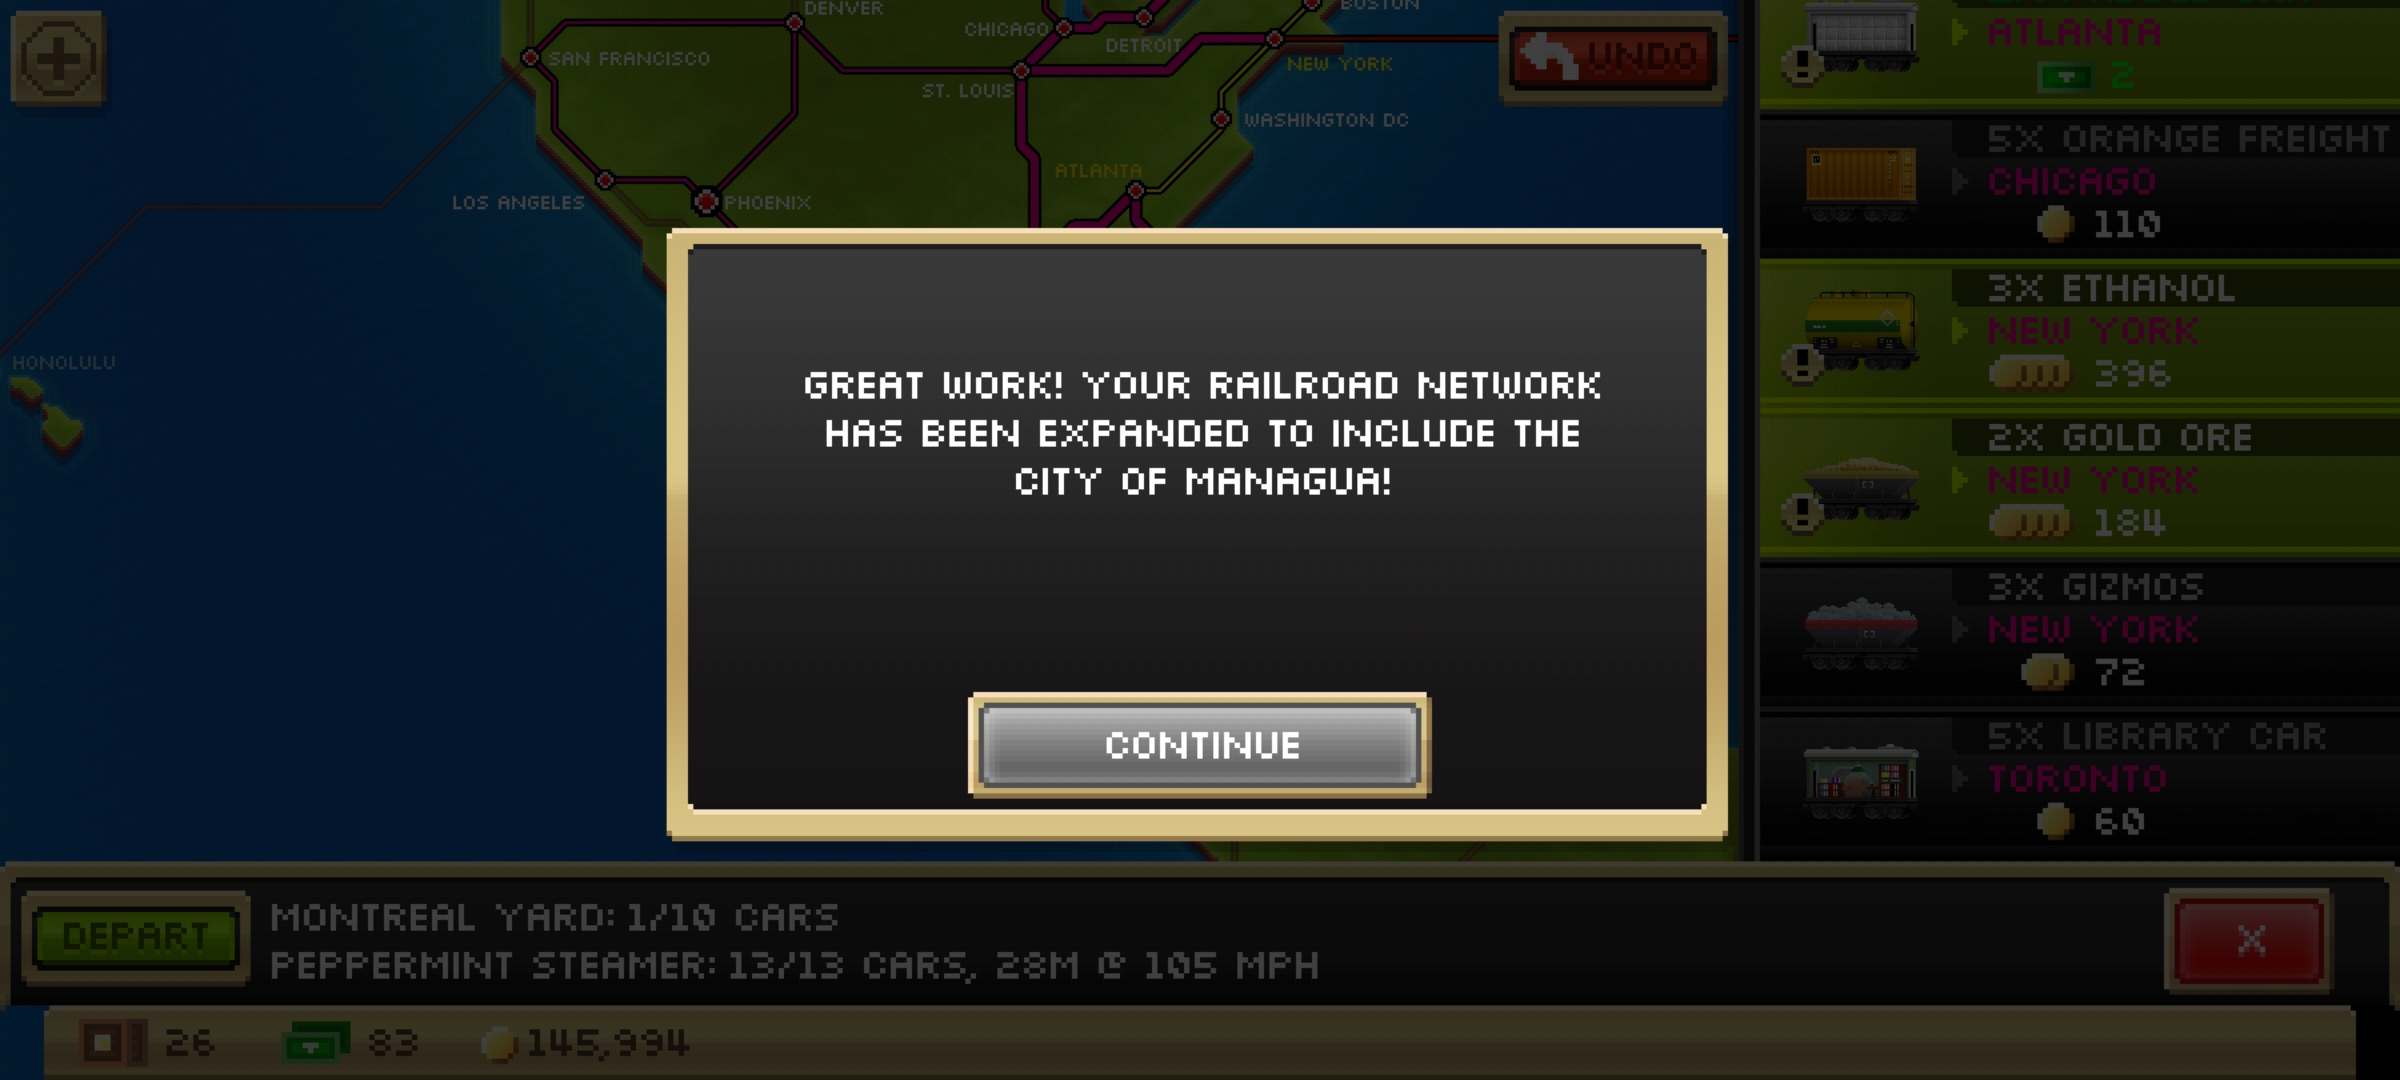 DENVER
BOSTON
CHICAGO
DETROIT
SAN FRANCISCO
NEW YORK
ST. LOUIS
WASHINGTON DC
ATLANTA
LOS ANGELES
PHOENIX
HONOLULU
UNDO
ATLANTA
2
5X ORANGE FREIGHT
CHICAGO
110
3X ETHANOL
NEW YORK
396
2X GOLD ORE
NEW YORK
184
3X GIZMOS
NEW YORK
72
5X LIBRARY CAR
TORONTO
60
GREAT WORK! YOUR RAILROAD NETWORK
HAS BEEN EXPANDED TO INCLUDE THE
CITY OF MANAGUA!
CONTINUE
DEPART
MONTREAL YARD: 1/10 CARS
PEPPERMINT STEAMER: 13/13 CARS, 28M @ 105 MPH
X
26
83
145,994